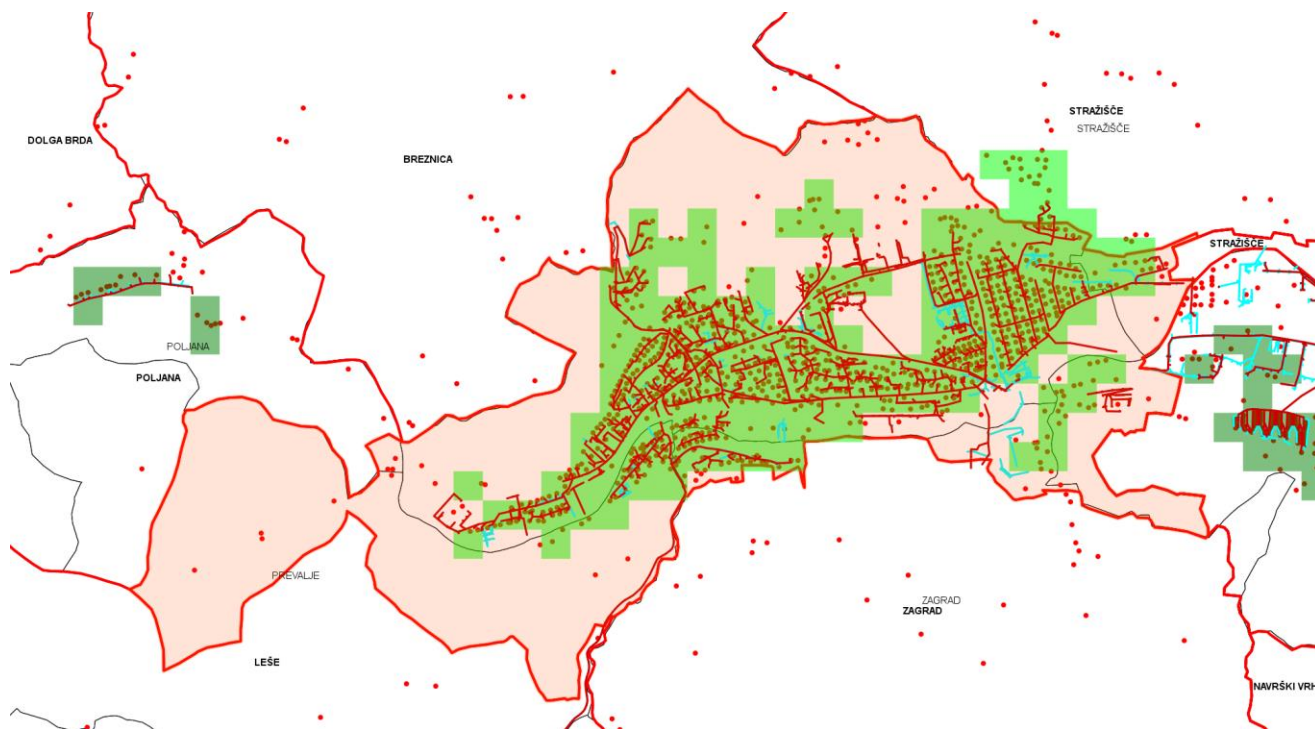 STRAŽIŠČE
STRAŽIŠČE
DOLGA BRDA
BREZNICA
STRAŽIŠČE
POLJANA
POLJANA
PREVALJE
ZAGRAD
ZAGRAD
LEŠE
NAVRŠKI VRH